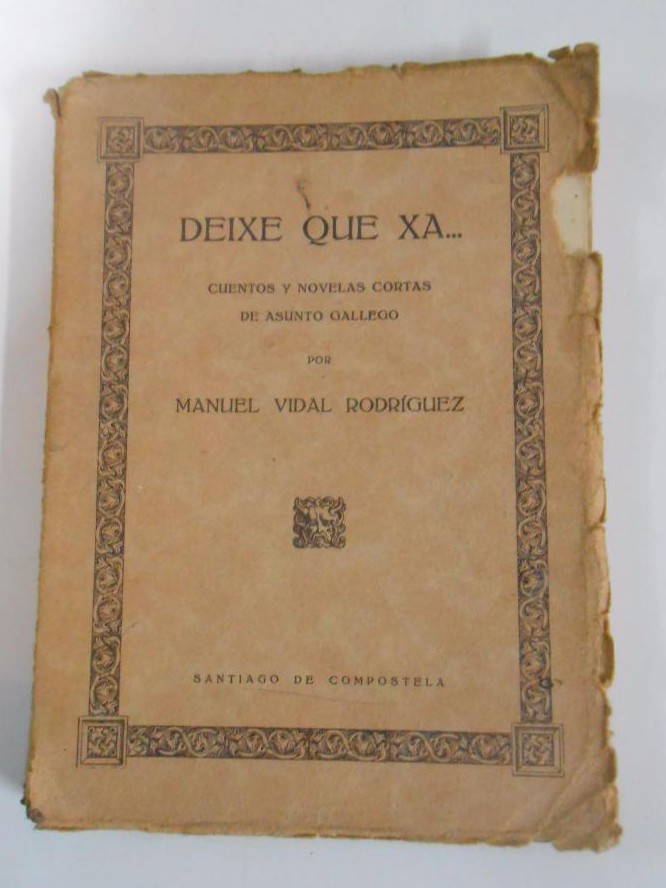 DEIXE QUE XA...
CUENTOS Y NOVELAS CORTAS
DE ASUNTO GALLEGO
POR
MANUEL VIDAL RODRÍGUEZ
SANTIAGO DE COMPOSTELA